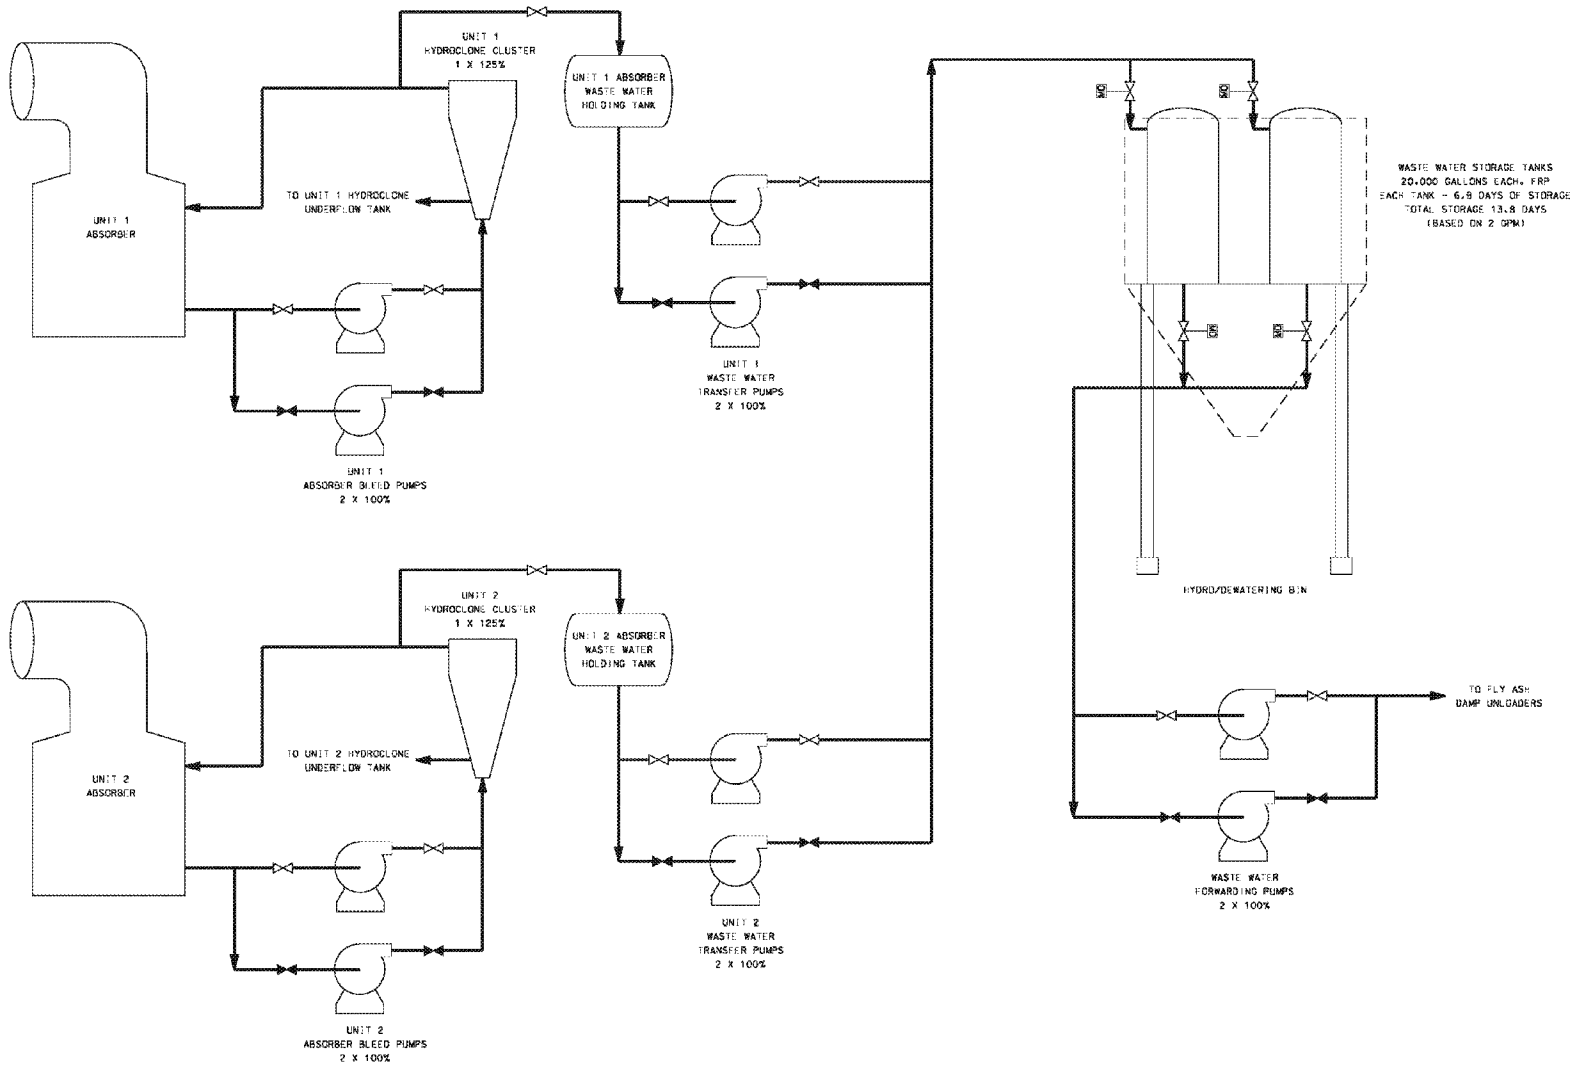 UNIT 1
HYDROCLONE CLUSTER
1 X 125%
UNIT 1 ABSORBER
WASTE WATER
HOLDING TANK
MO
MO
WASTE WATER STORAGE TANKS
20,000 GALLONS EACH, FRP
EACH TANK - 6.9 DAYS OF STORAGE
TOTAL STORAGE 13.8 DAYS
(BASED ON 2 GPM)
TO UNIT 1 HYDROCLONE
UNDERFLOW TANK
UNIT 1
ABSORBER
MO
MO
UNIT 1
WASTE WATER
TRANSFER PUMPS
2 X 100%
UNIT 1
ABSORBER BLEED PUMPS
2 X 100%
HYDRO/DEWATERING BIN
UNIT 2
HYDROCLONE CLUSTER
1 X 125%
UNIT 2 ABSORBER
WASTE WATER
HOLDING TANK
TO FLY ASH
DAMP UNLOADERS
TO UNIT 2 HYDROCLONE
UNDERFLOW TANK
UNIT 2
ABSORBER
WASTE WATER
FORWARDING PUMPS
2 X 100%
UNIT 2
WASTE WATER
TRANSFER PUMPS
2 X 100%
UNIT 2
ABSORBER BLEED PUMPS
2 X 100%